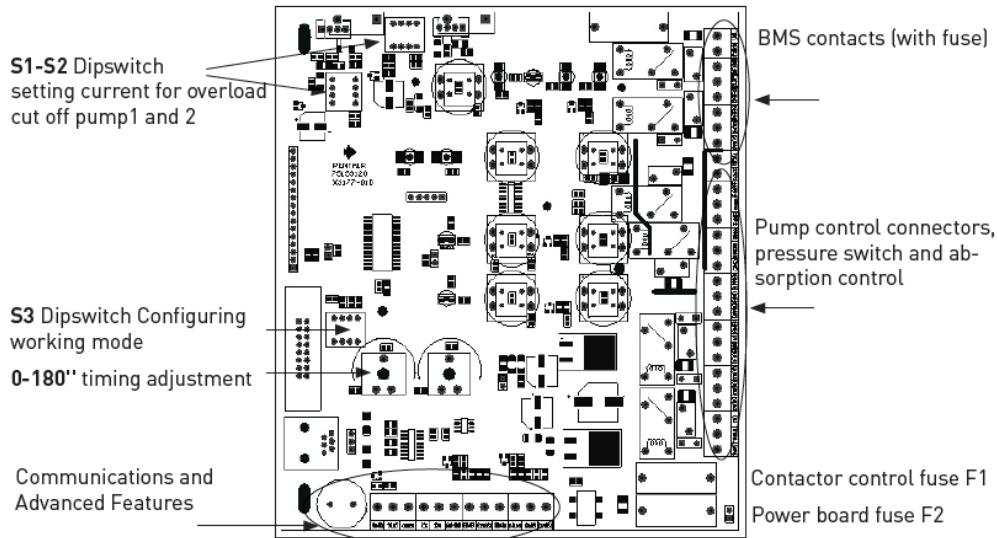 S1-S2 Dipswitch
setting current for overload
cut off pump1 and 2
BMS contacts (with fuse)
Pump control connectors,
pressure switch and ab-
sorption control
S3 Dipswitch Configuring
working mode
0-180'' timing adjustment
Communications and
Advanced Features
Contactor control fuse F1
Power board fuse F2